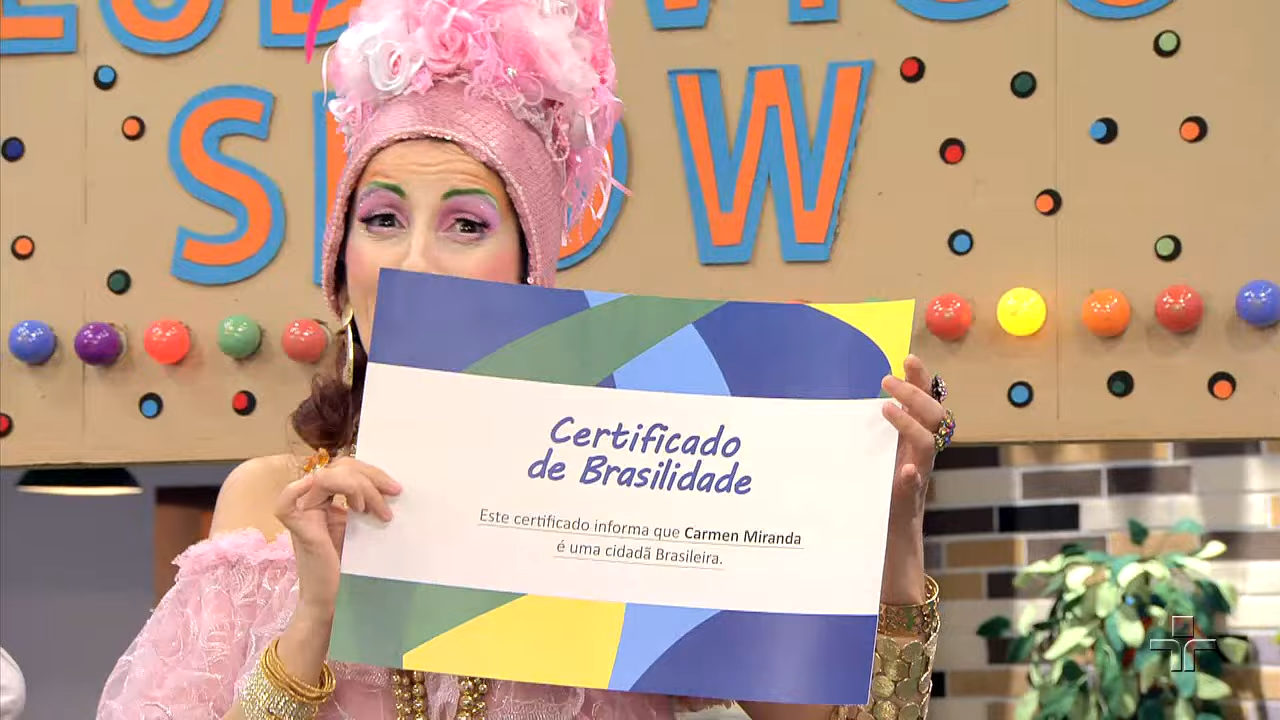 SHOW
Certificado
de Brasilidade
Este certificado informa que Carmen Miranda
é uma cidadã Brasileira.